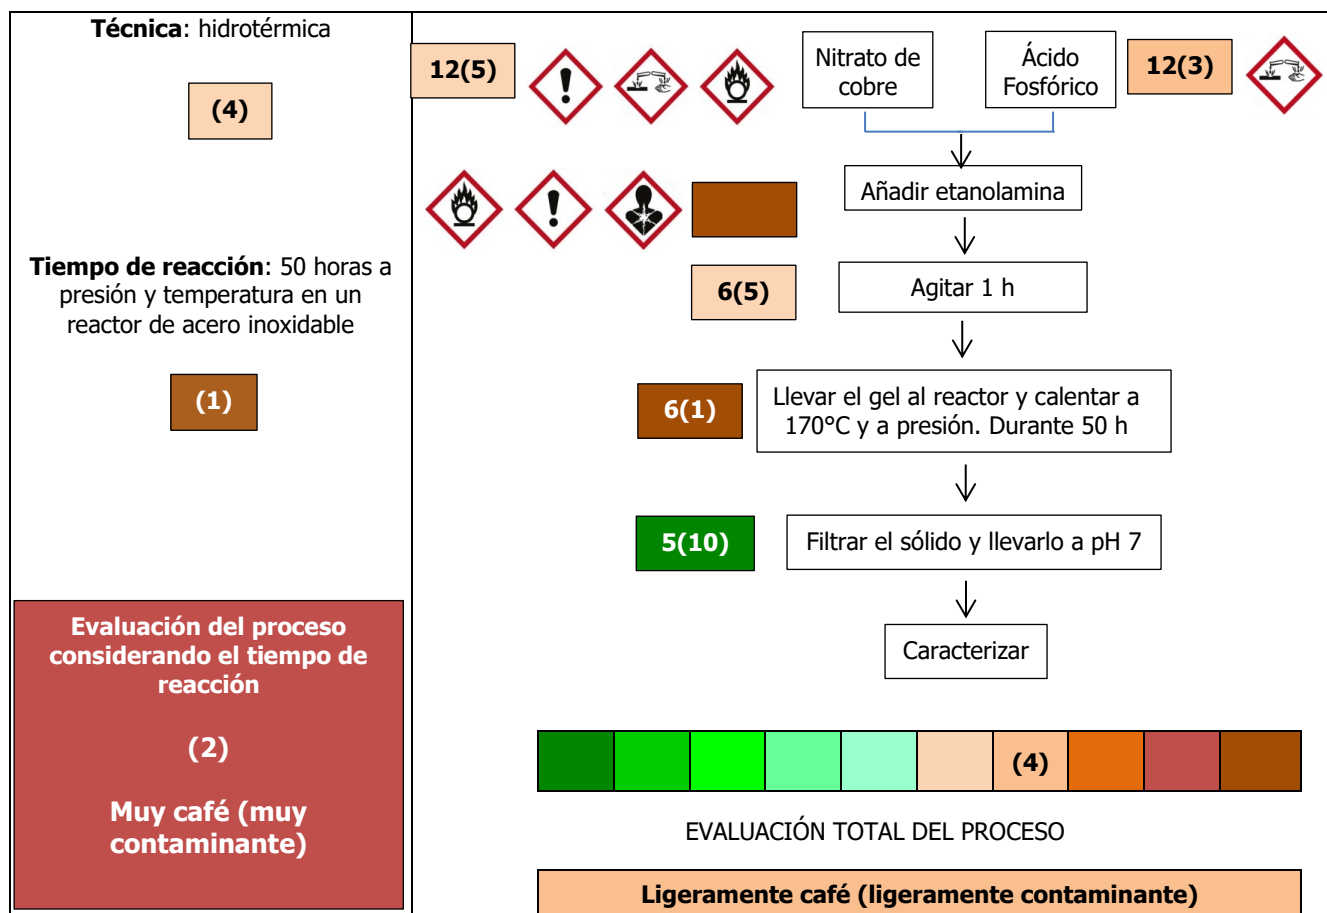 Técnica: hidrotérmica
(4)
Tiempo de reacción: 50 horas a
presión y temperatura en un
reactor de acero inoxidable
(1)
Evaluación del proceso
considerando el tiempo de
reacción
(2)
Muy café (muy
contaminante)
12(5)
Nitrato de
cobre
Ácido
Fosfórico
12(3)
Añadir etanolamina
6(5)
Agitar 1 h
6(1)
Llevar el gel al reactor y calentar a
170°C y a presión. Durante 50 h
5(10)
Filtrar el sólido y llevarlo a pH 7
Caracterizar
(4)
EVALUACIÓN TOTAL DEL PROCESO
Ligeramente café (ligeramente contaminante)